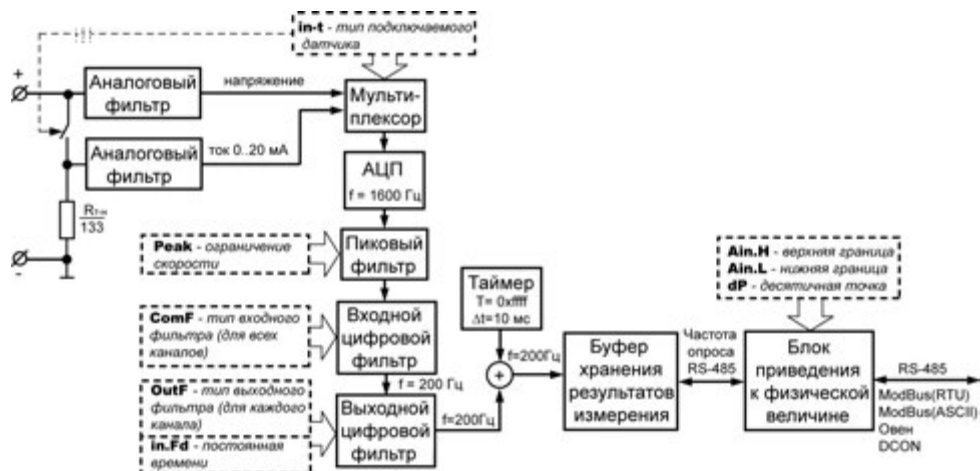 in-t - тип подключаемого
датчика
+
Аналоговый
фильтр
напряжение
Мульти-
плексор
Аналоговый
фильтр
ток 0..20 мА
АЦП
f = 1600 Гц
133
-
Peak - ограничение
скорости
Пиковый
фильтр
ComF - тип входного
фильтра (для всех
каналов)
Входной
цифровой
фильтр
f = 200 Гц
OutF - тип выходного
фильтра (для каждого
канала)
in.Fd - постоянная
времени
Выходной
цифровой
фильтр
f=200Гц
Таймер
T= 0xffff
Δt=10 мс
+
f=200Гц
Буфер
хранения
результатов
измерения
Частота
опроса
RS-485
Ain.H - верхняя граница
Ain.L - нижняя граница
dP - десятичная точка
Блок
приведения
к физической
величине
RS-485
ModBus(RTU)
ModBus(ASCII)
Овен
DCON